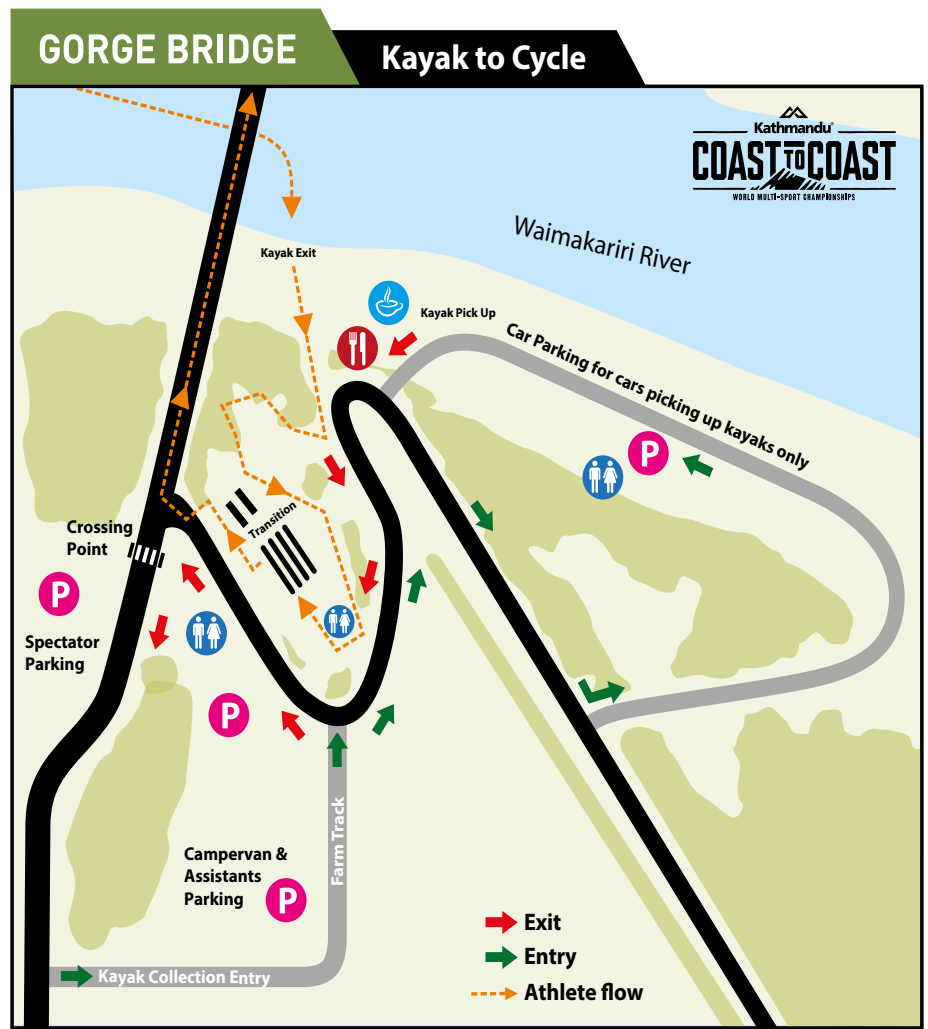 GORGE BRIDGE
Kayak to Cycle
Kathmandu®
COAST TO COAST
WORLD MULTI-SPORT CHAMPIONSHIPS
Waimakariri River
Kayak Exit
Kayak Pick Up
Car Parking for cars picking up kayaks only
P
Transition
Crossing
Point
P
Spectator
Parking
P
Farm Track
Campervan &
Assistants
Parking
P
Kayak Collection Entry
Exit
Entry
Athlete flow